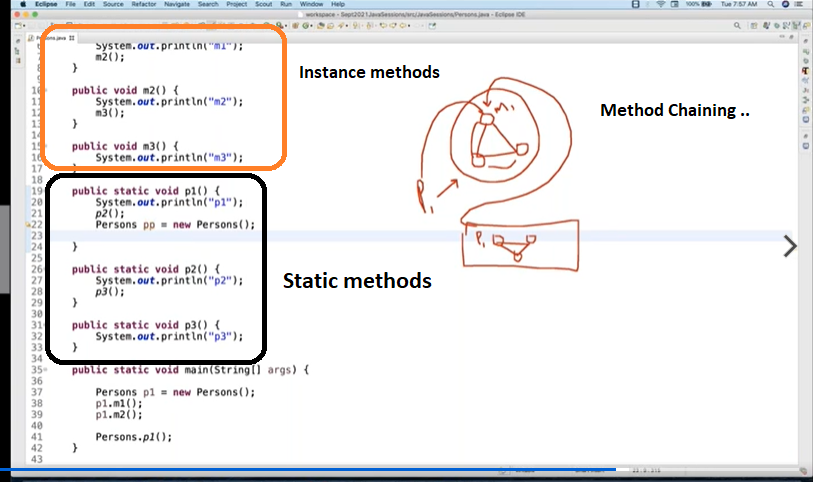 Eclipse File Edit Source Refactor Navigate Search Project Scout Run Window Help 100% Tue 7:57 AM
workspace - Sept2021JavaSessions/src/JavaSessions/Persons.java - Eclipse IDE
Persons.java
System.out.println("m1");
m2();
8 }
Instance methods
10 public void m2() {
11 System.out.println("m2");
12 m3();
13 }
15 public void m3() {
16 System.out.println("m3");
17
Method Chaining ..
M1
P1
P1
19 public static void p1() {
20 System.out.println("p1");
21 p2();
22 Persons pp = new Persons();
23
24 }
25
26 public static void p2() {
27 System.out.println("p2");
28 p3();
29 }
30
31 public static void p3() {
32 System.out.println("p3");
33 }
34
Static methods
35 public static void main(String[] args) {
36
37 Persons p1 = new Persons();
38 p1.m1();
39 p1.m2();
40
41 Persons.p1();
42 }
43